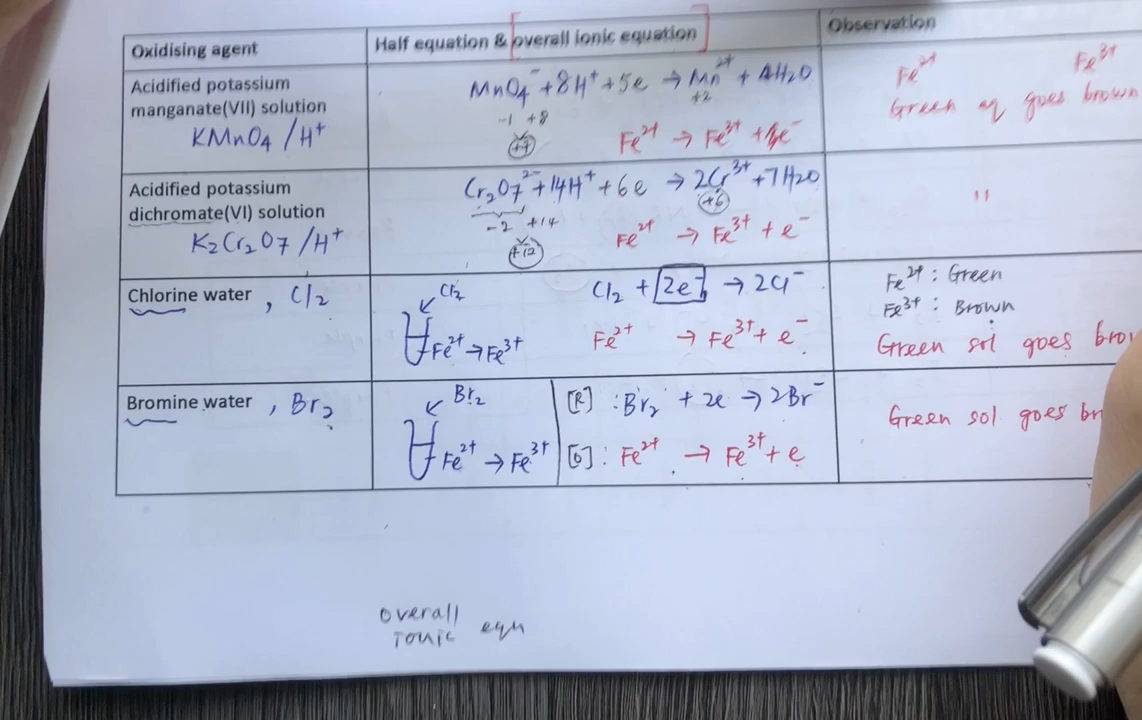 Oxidising agent
Half equation & [overall ionic equation]
Observation
Acidified potassium
manganate(VII) solution
KMnO₄ /H⁺
MnO₄⁻ + 8H⁺ + 5e → Mn²⁺ + 4H₂O
+2
-1 +8
+7
Fe²⁺ → Fe³⁺ + e⁻
Fe²⁺ Fe³⁺
Green aq goes brown
Acidified potassium
dichromate(VI) solution
K₂Cr₂O₇ /H⁺
Cr₂O₇²⁻ + 14H⁺ + 6e → 2Cr³⁺ + 7H₂O
+6
-2 +14
+12
Fe²⁺ → Fe³⁺ + e⁻
"
Chlorine water , Cl₂
Cl₂
Fe²⁺ → Fe³⁺
Cl₂ + [2e⁻] → 2Cl⁻
Fe²⁺ → Fe³⁺ + e⁻
Fe²⁺ : Green
Fe³⁺ : Brown
Green sol goes
Bromine water , Br₂
Br₂
Fe²⁺ → Fe³⁺
[R] : Br₂ + 2e → 2Br⁻
[O] : Fe²⁺ → Fe³⁺ + e
Green sol. goes
overall
ionic eqn